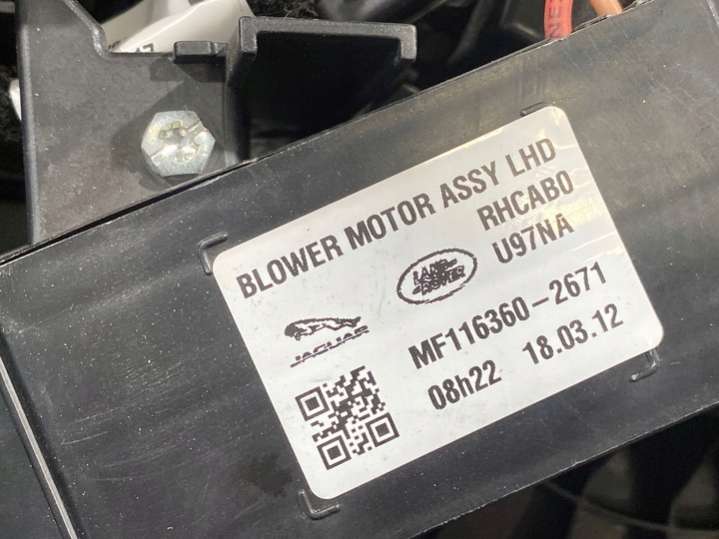 BLOWER MOTOR ASSY LHD
RHCAB0
U97NA
LAND ROVER
JAGUAR
MF116360-2671
08h22 18.03.12